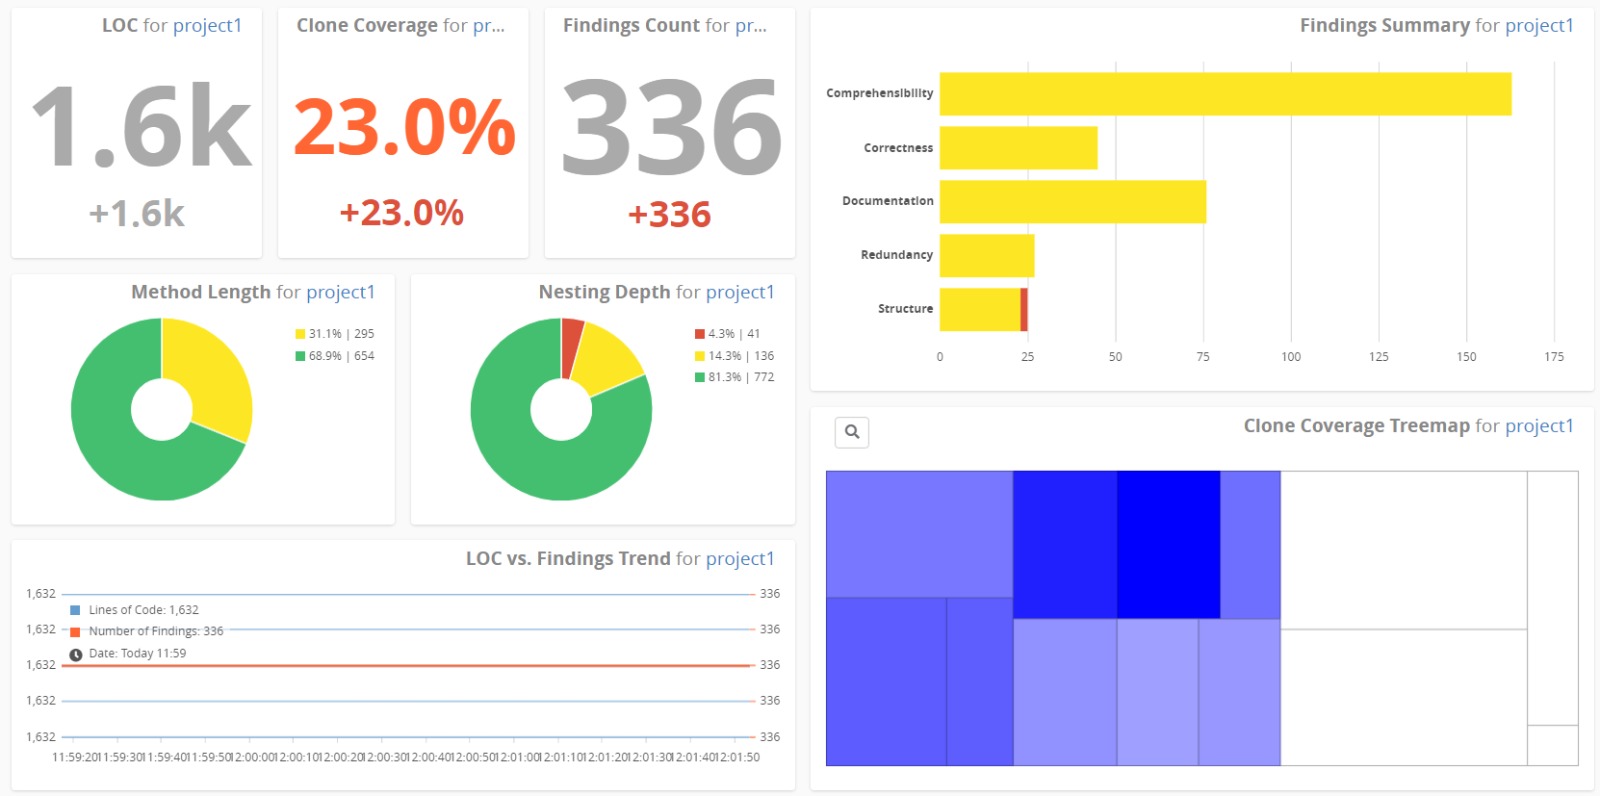 LOC for project1
1.6k
+1.6k
Clone Coverage for pr...
23.0%
+23.0%
Findings Count for pr...
336
+336
Findings Summary for project1
Comprehensibility
Correctness
Documentation
Redundancy
Structure
0 25 50 75 100 125 150 175
Method Length for project1
31.1% | 295
68.9% | 654
Nesting Depth for project1
4.3% | 41
14.3% | 136
81.3% | 772
LOC vs. Findings Trend for project1
1,632 336
Lines of Code: 1,632
1,632 336
Number of Findings: 336
Date: Today 11:59
1,632 336
1,632 336
1,632 336
11:59:20 11:59:30 11:59:40 11:59:50 12:00:00 12:00:10 12:00:20 12:00:30 12:00:40 12:00:50 12:01:00 12:01:10 12:01:20 12:01:30 12:01:40 12:01:50
Clone Coverage Treemap for project1